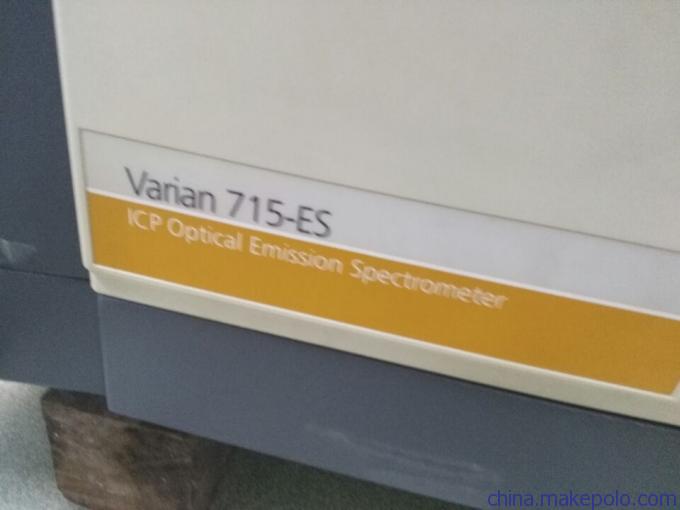 Varian 715-ES
ICP Optical Emission Spectrometer
china.makepolo.com